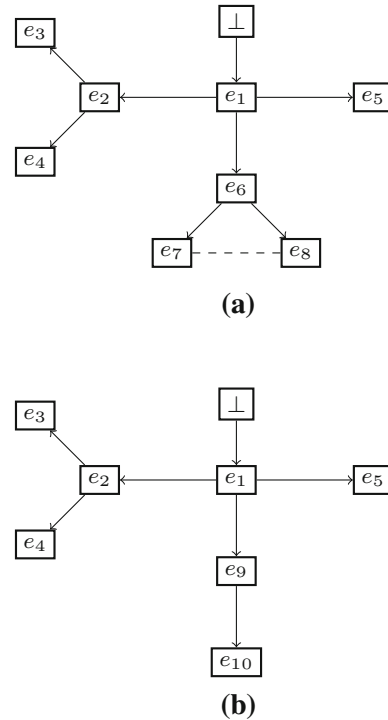 ⊥
e₃
e₂ e₁ e₅
e₄
e₆
e₇ e₈
(a)
⊥
e₃
e₂ e₁ e₅
e₄
e₉
e₁₀
(b)